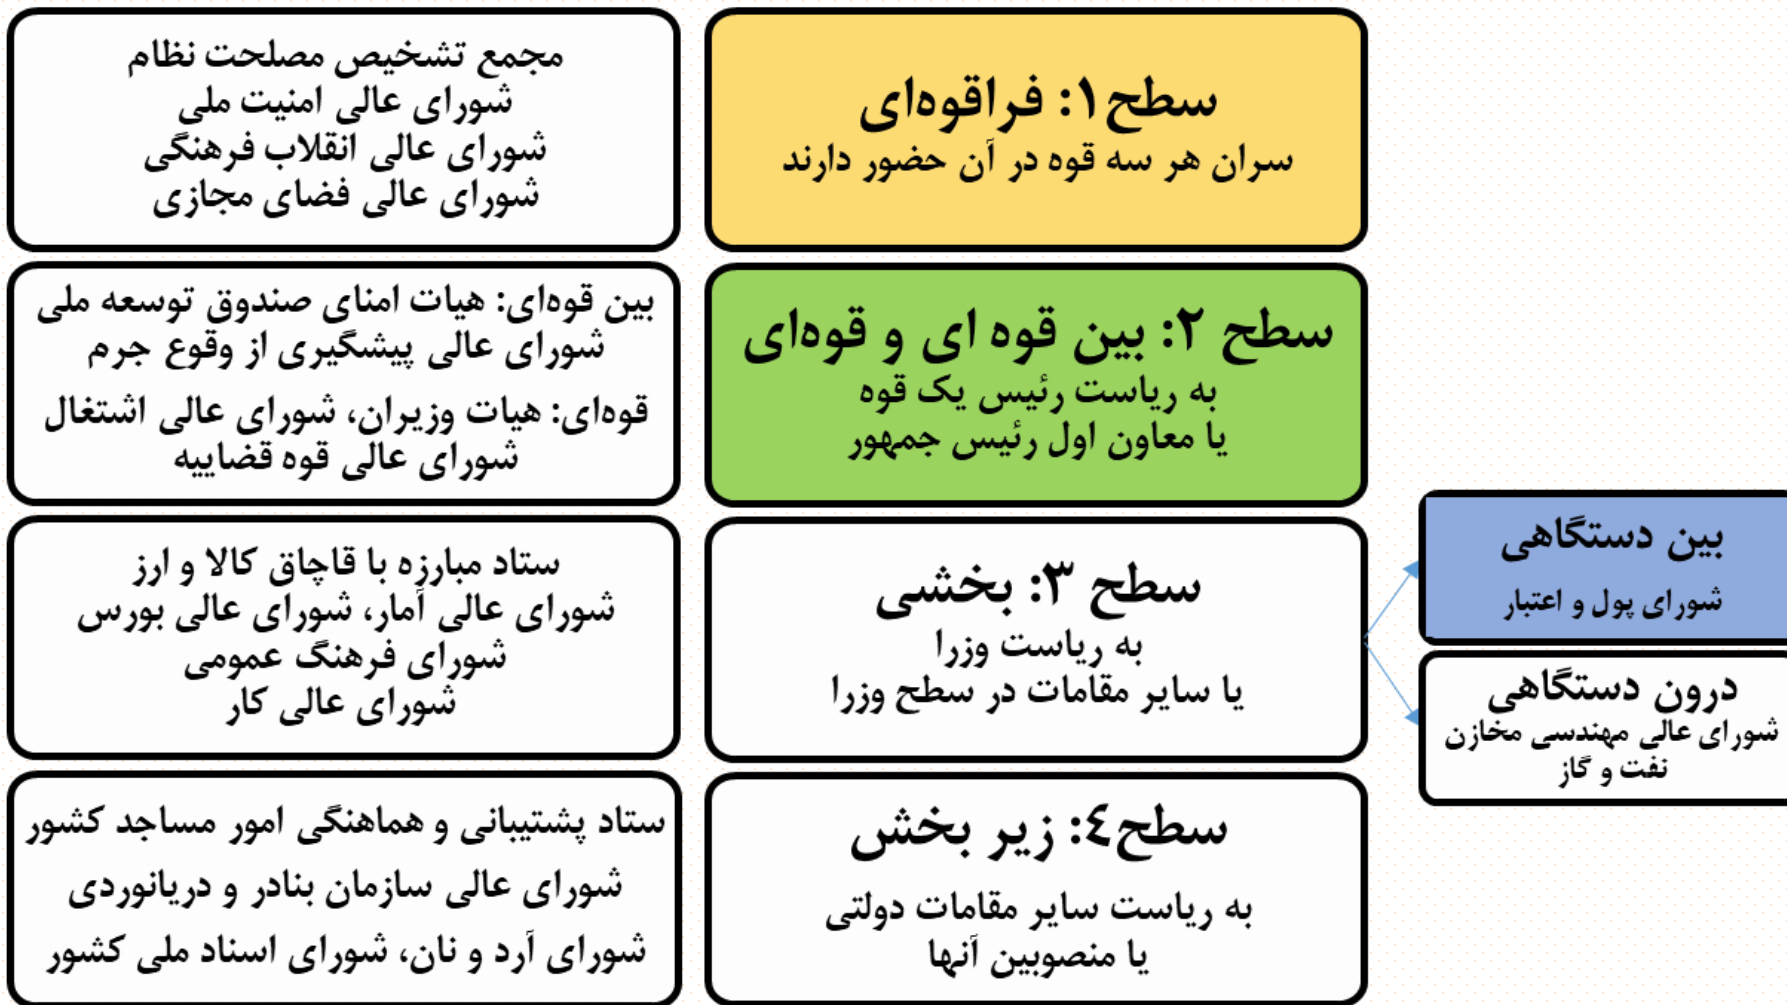 سطح۱: فراقوه‌ای
سران هر سه قوه در آن حضور دارند
مجمع تشخیص مصلحت نظام
شورای عالی امنیت ملی
شورای عالی انقلاب فرهنگی
شورای عالی فضای مجازی
سطح ۲: بین قوه ای و قوه‌ای
به ریاست رئیس یک قوه
یا معاون اول رئیس جمهور
بین قوه‌ای: هیات امنای صندوق توسعه ملی
شورای عالی پیشگیری از وقوع جرم
قوه‌ای: هیات وزیران، شورای عالی اشتغال
شورای عالی قوه قضاییه
بین دستگاهی
شورای پول و اعتبار
درون دستگاهی
شورای عالی مهندسی مخازن
نفت و گاز
سطح ۳: بخشی
به ریاست وزرا
یا سایر مقامات در سطح وزرا
ستاد مبارزه با قاچاق کالا و ارز
شورای عالی آمار، شورای عالی بورس
شورای فرهنگ عمومی
شورای عالی کار
سطح٤: زیر بخش
به ریاست سایر مقامات دولتی
یا منصوبین آنها
ستاد پشتیبانی و هماهنگی امور مساجد کشور
شورای عالی سازمان بنادر و دریانوردی
شورای آرد و نان، شورای اسناد ملی کشور